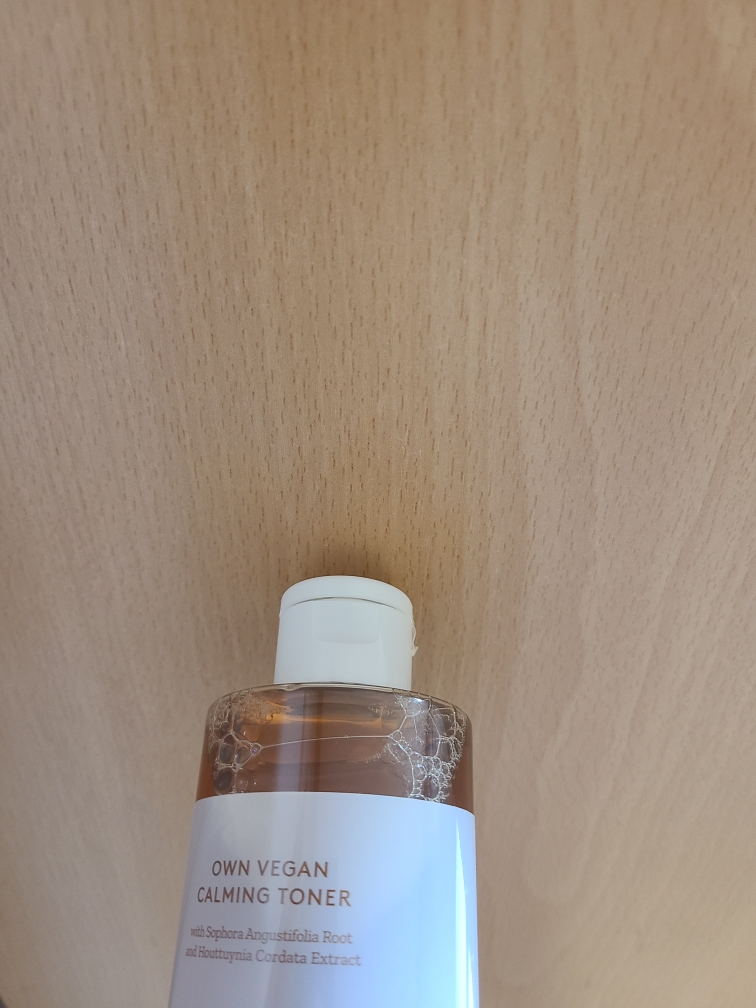 OWN VEGAN
CALMING TONER
with Sophora Angustifolia Root
and Houttuynia Cordata Extract